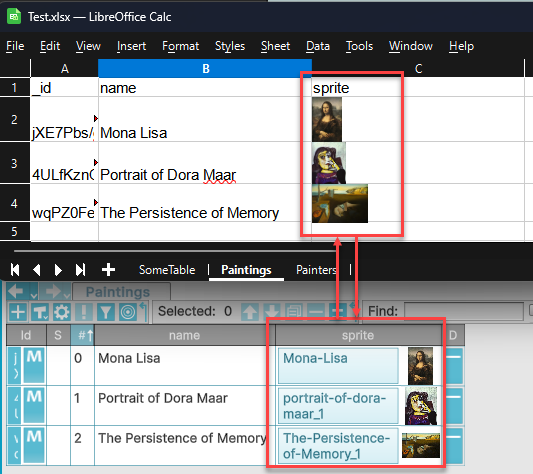 Test.xlsx — LibreOffice Calc
File Edit View Insert Format Styles Sheet Data Tools Window Help
A B C
1 _id name sprite
2 jXE7Pbs/ Mona Lisa
3 4ULfKzn Portrait of Dora Maar
4 wqPZ0Fe The Persistence of Memory
5
SomeTable Paintings Painters
Paintings
Selected: 0 Find:
Id S #↑ name sprite D
M 0 Mona Lisa Mona-Lisa
M 1 Portrait of Dora Maar portrait-of-dora-
maar_1
M 2 The Persistence of Memory The-Persistence-
of-Memory_1